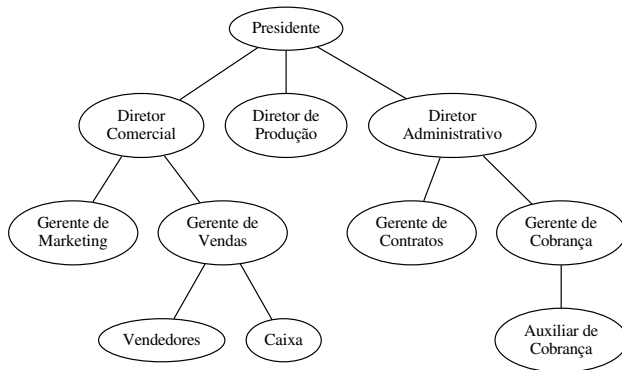 Presidente
Diretor
Comercial
Diretor de
Produção
Diretor
Administrativo
Gerente de
Marketing
Gerente de
Vendas
Gerente de
Contratos
Gerente de
Cobrança
Vendedores
Caixa
Auxiliar de
Cobrança